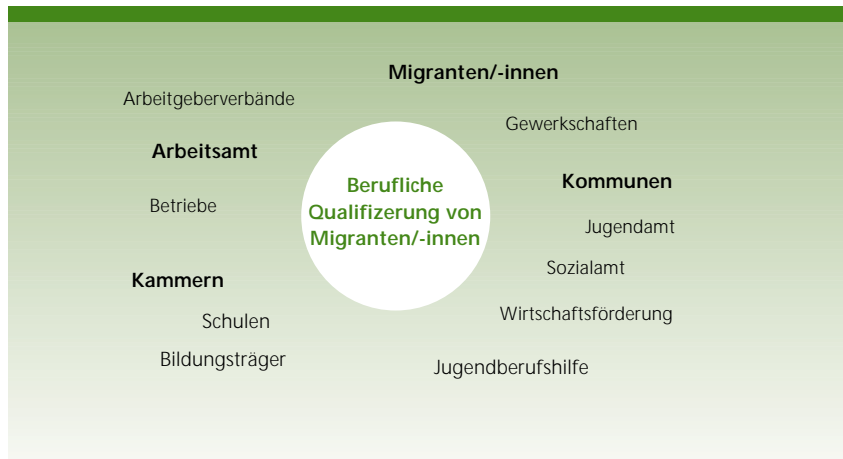 Migranten/-innen
Arbeitgeberverbände
Gewerkschaften
Arbeitsamt
Kommunen
Berufliche
Qualifizerung von
Migranten/-innen
Betriebe
Jugendamt
Sozialamt
Kammern
Wirtschaftsförderung
Schulen
Bildungsträger
Jugendberufshilfe